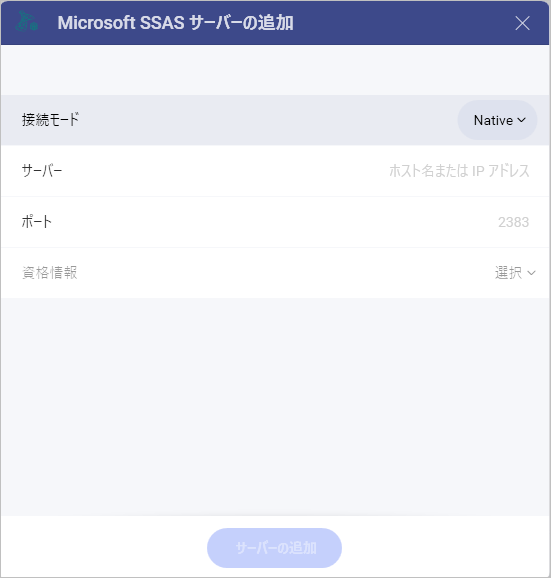 Microsoft SSAS サーバーの追加
接続モード Native
サーバー ホスト名または IP アドレス
ポート 2383
資格情報 選択
サーバーの追加